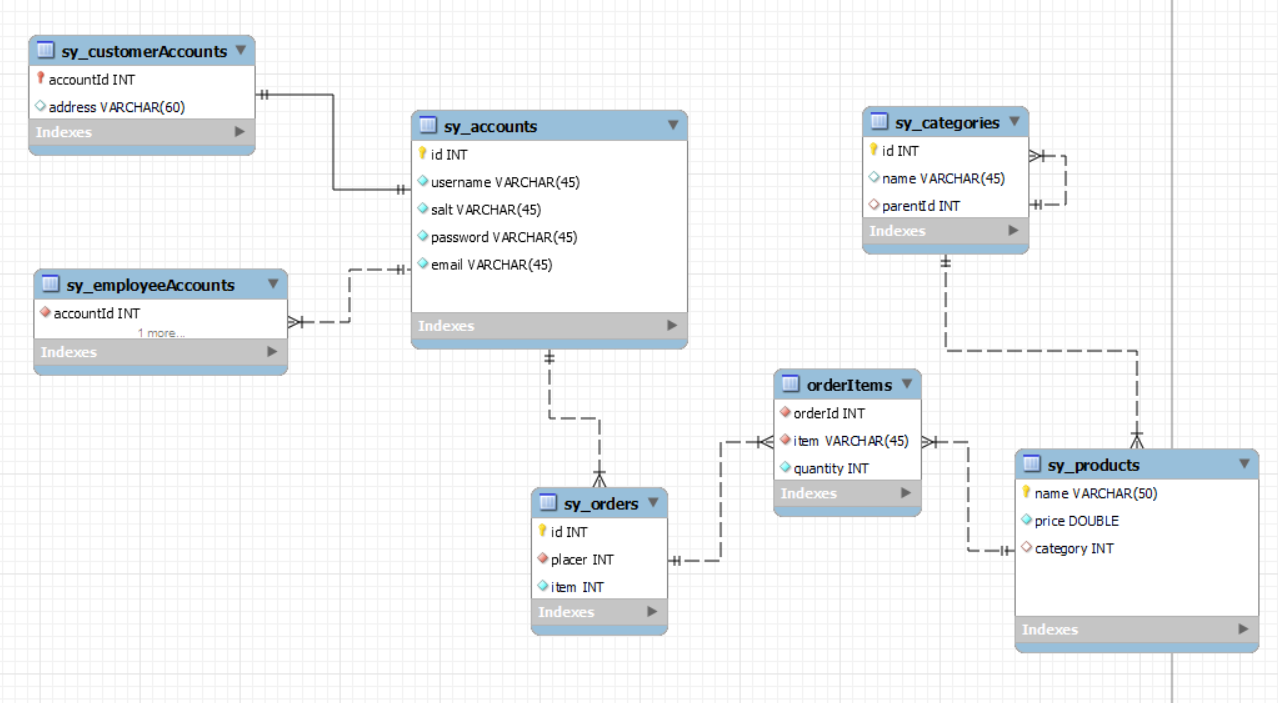 sy_customerAccounts
accountId INT
address VARCHAR(60)
Indexes
sy_accounts
id INT
username VARCHAR(45)
salt VARCHAR(45)
password VARCHAR(45)
email VARCHAR(45)
Indexes
sy_categories
id INT
name VARCHAR(45)
parentId INT
Indexes
sy_employeeAccounts
accountId INT
1 more...
Indexes
orderItems
orderId INT
item VARCHAR(45)
quantity INT
Indexes
sy_products
name VARCHAR(50)
price DOUBLE
category INT
Indexes
sy_orders
id INT
placer INT
item INT
Indexes